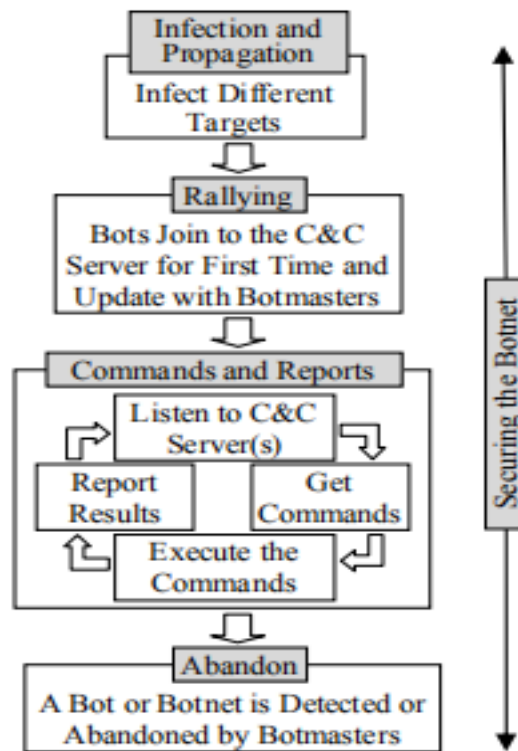 Infection and
Propagation
Infect Different
Targets
Rallying
Bots Join to the C&C
Server for First Time and
Update with Botmasters
Commands and Reports
Listen to C&C
Server(s)
Report
Results
Get
Commands
Execute the
Commands
Abandon
A Bot or Botnet is Detected or
Abandoned by Botmasters
Securing the Botnet